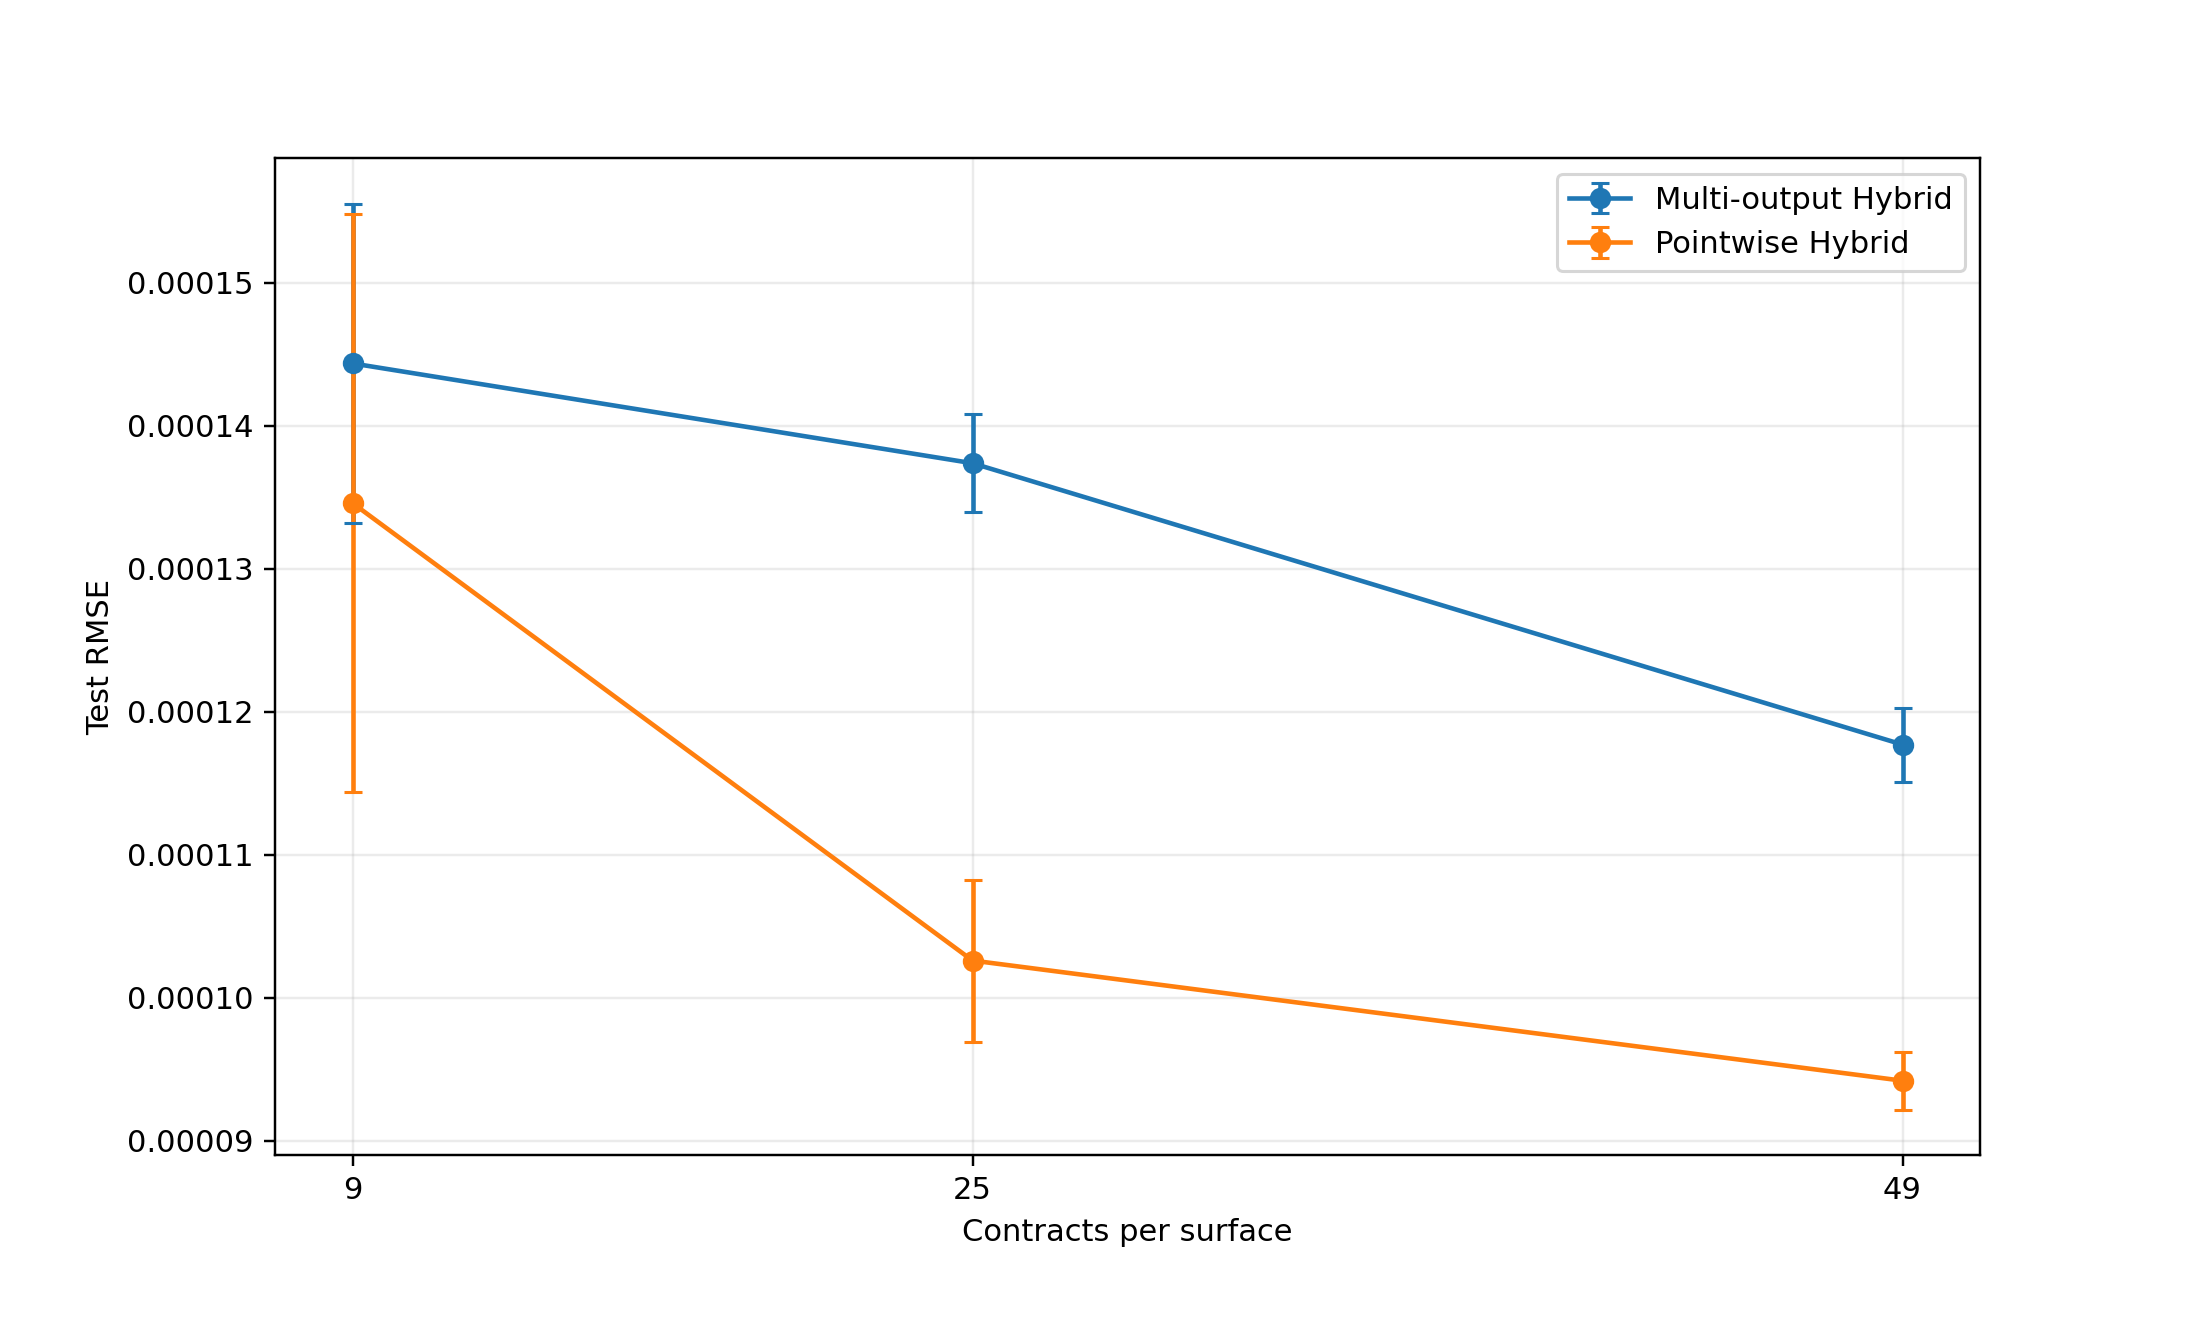 Multi-output Hybrid
Pointwise Hybrid
0.00015
0.00014
0.00013
0.00012
0.00011
0.00010
0.00009
Test RMSE
9 25 49
Contracts per surface